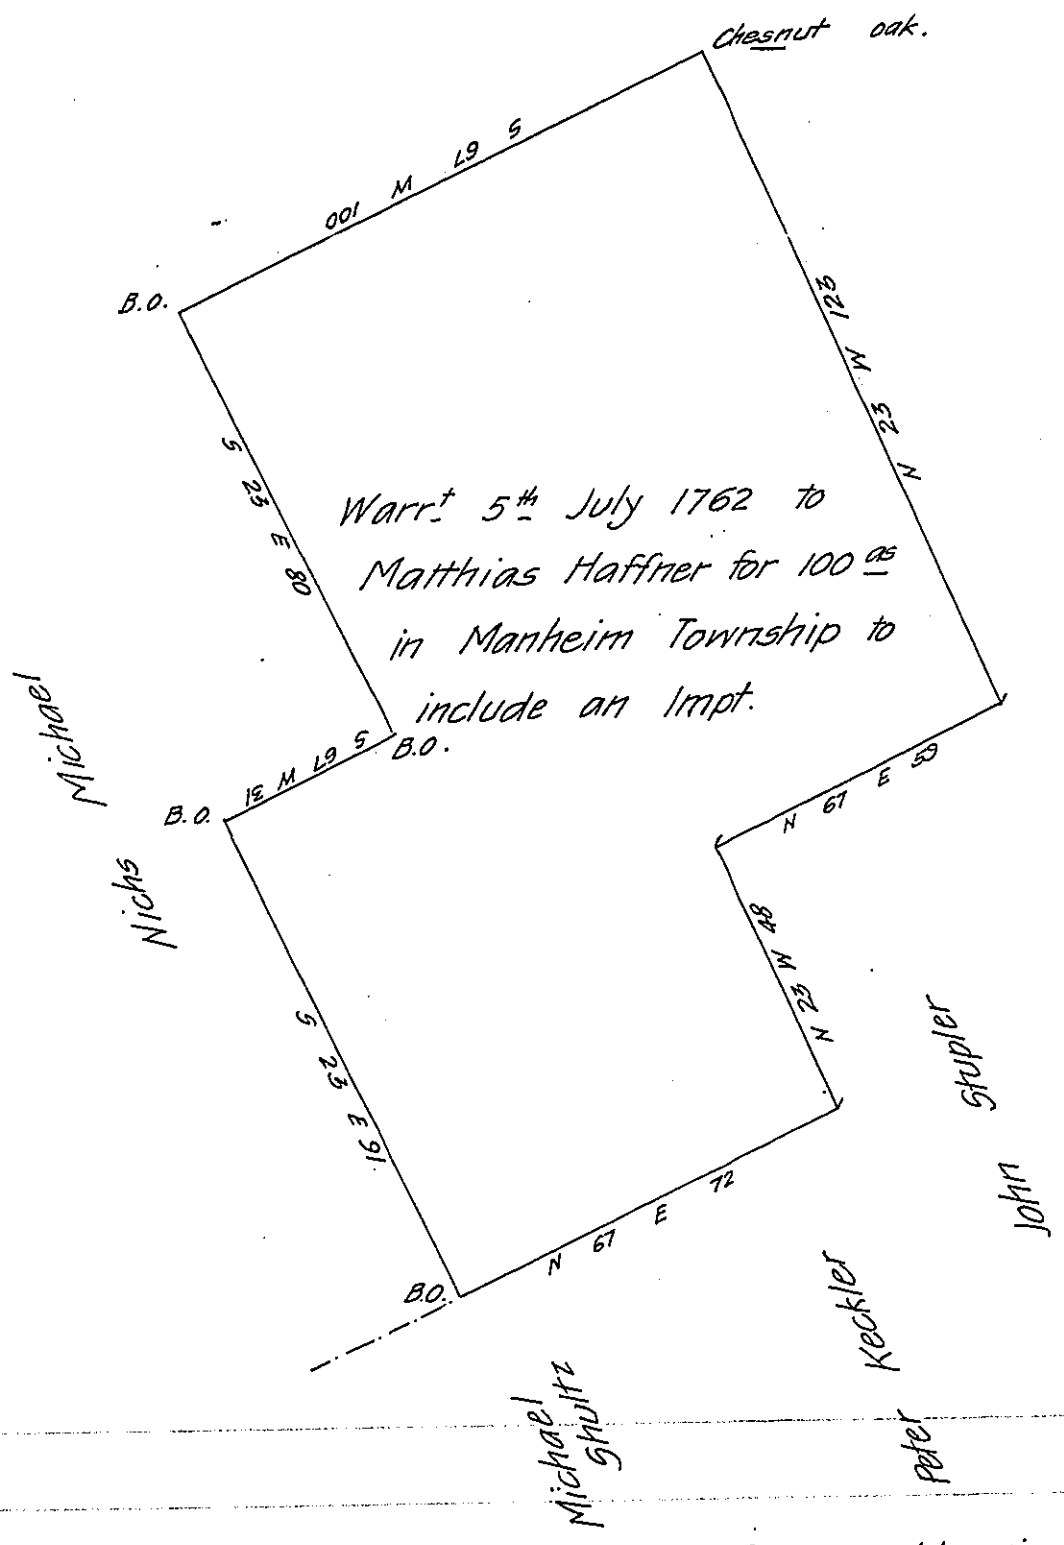 Chesnut oak.
S 67 W 100
B.O.
N 23 W 123
S 23 E 80
Warrt 5th July 1762 to
Matthias Haffner for 100 as
in Manheim Township to
include an Impt.
S 67 W 31
B.O.
B.O.
Nichs Michael
N 67 E 59
N 23 W 48
S 23 E 91
N 67 E 72
B.O.
John Stupler
Peter Keckler
Michael
Shultz